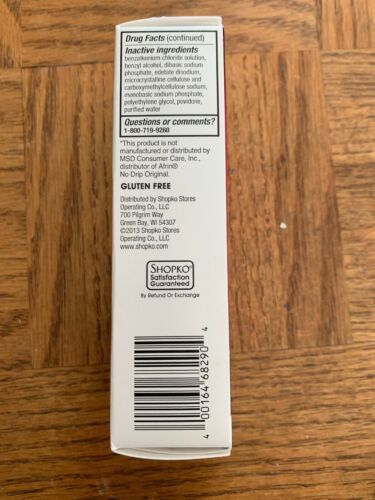 Drug Facts (continued)
Inactive ingredients
benzalkonium chloride solution,
benzyl alcohol, dibasic sodium
phosphate, edetate disodium,
microcrystalline cellulose and
carboxymethylcellulose sodium,
monobasic sodium phosphate,
polyethylene glycol, povidone,
purified water
Questions or comments?
1-800-719-9260
*This product is not
manufactured or distributed by
MSD Consumer Care, Inc.,
distributor of Afrin®
No Drip Original.
GLUTEN FREE
Distributed by Shopko Stores
Operating Co., LLC
700 Pilgrim Way
Green Bay, WI 54307
©2013 Shopko Stores
Operating Co., LLC
www.shopko.com
SHOPKO®
Satisfaction
Guaranteed
By Refund Or Exchange
4 00164 68290 4